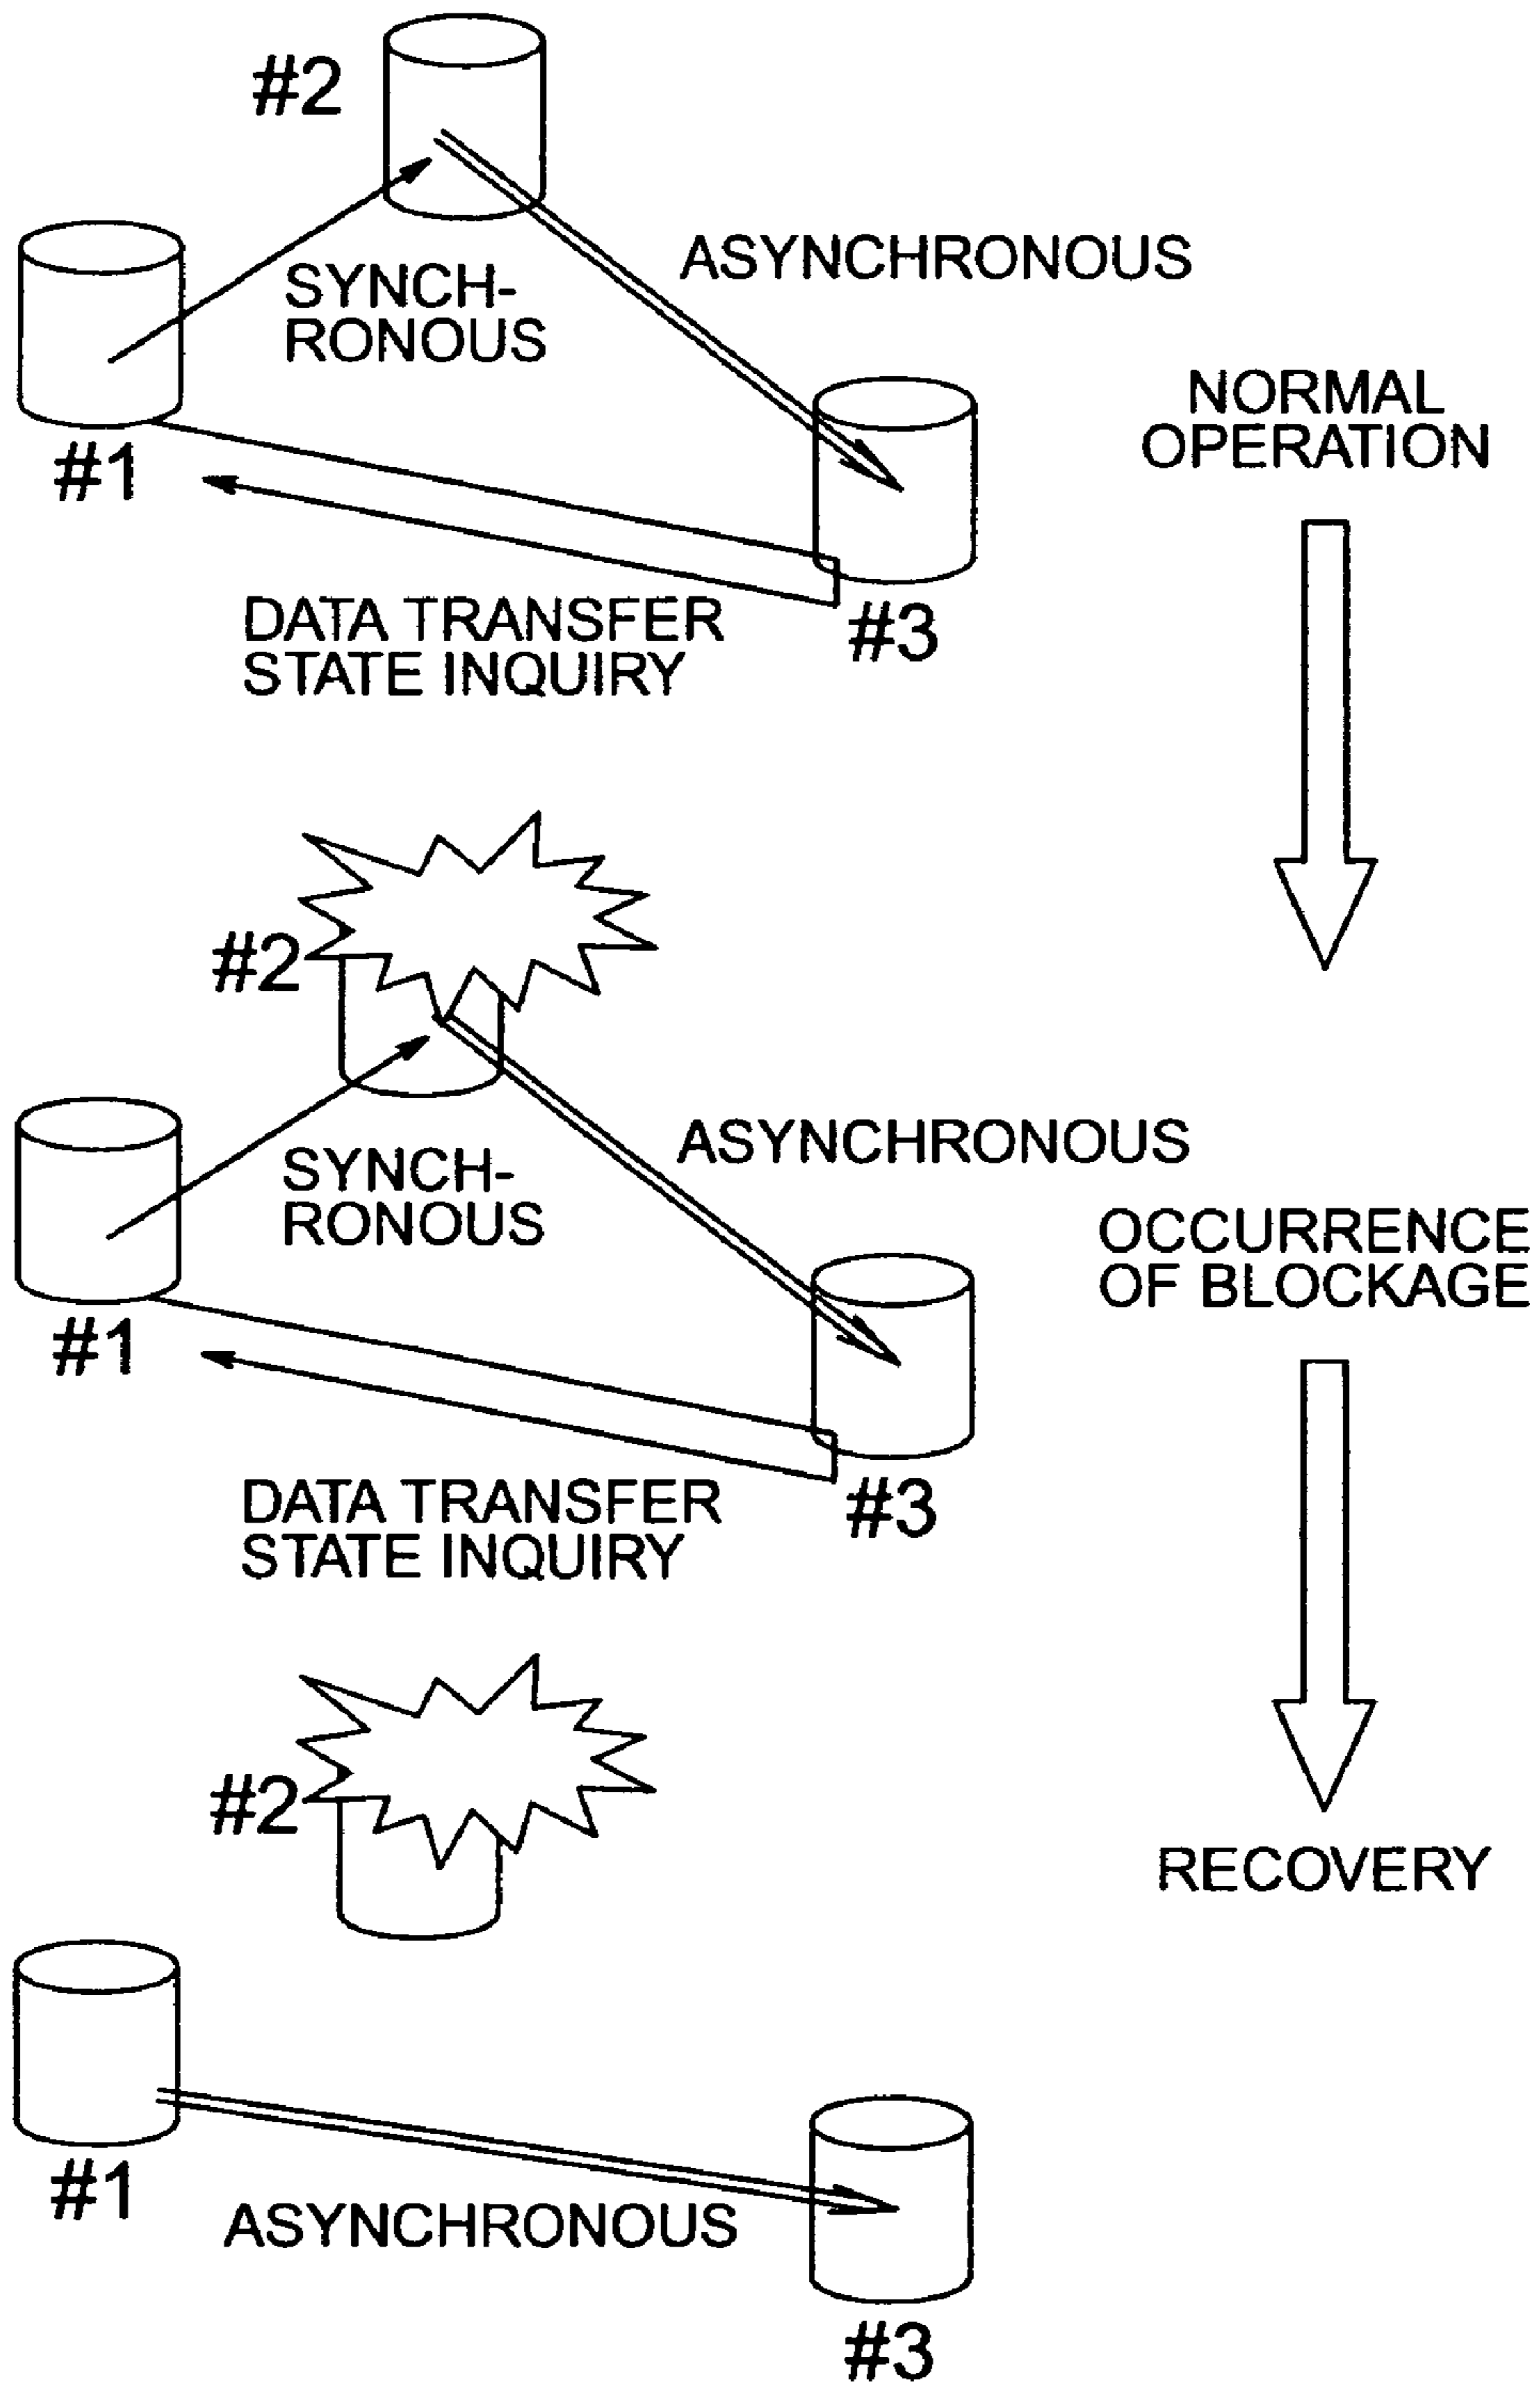 #2
SYNCH-
RONOUS
ASYNCHRONOUS
#1
DATA TRANSFER
STATE INQUIRY
#3
NORMAL
OPERATION
#2
SYNCH-
RONOUS
ASYNCHRONOUS
#1
DATA TRANSFER
STATE INQUIRY
#3
OCCURRENCE
OF BLOCKAGE
#2
RECOVERY
#1
ASYNCHRONOUS
#3